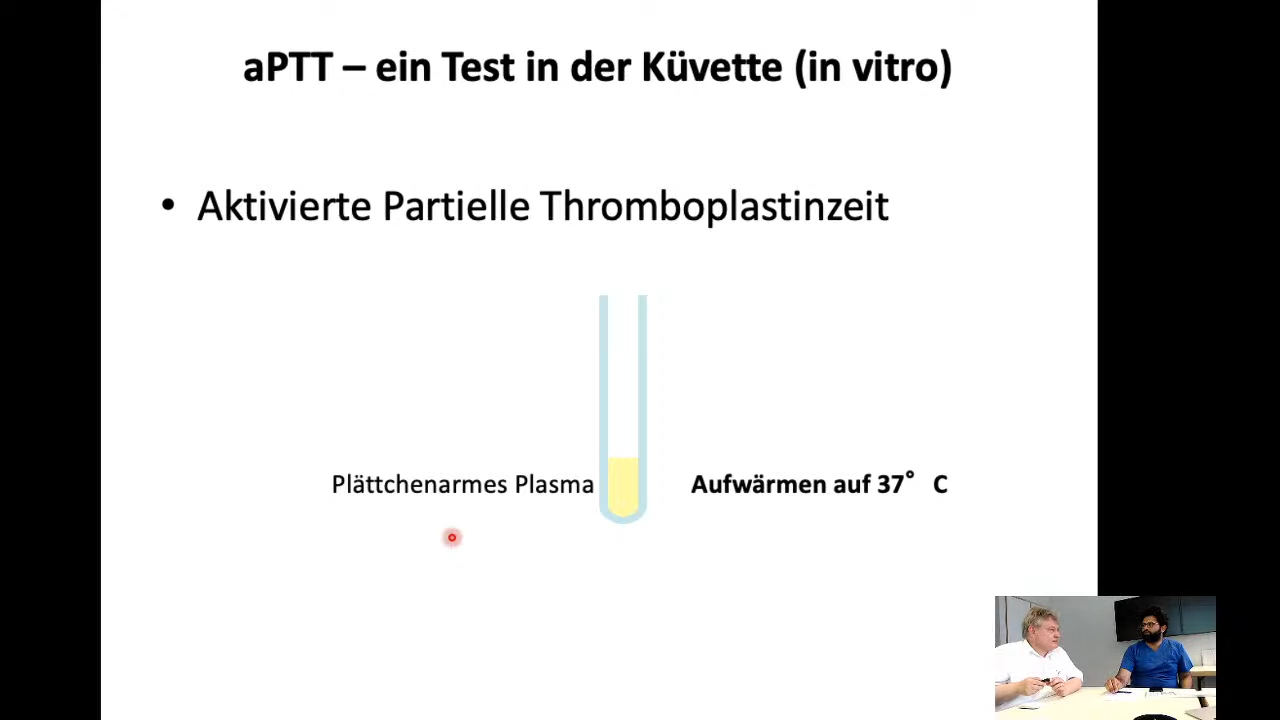 aPTT – ein Test in der Küvette (in vitro)
• Aktivierte Partielle Thromboplastinzeit
Plättchenarmes Plasma
Aufwärmen auf 37° C